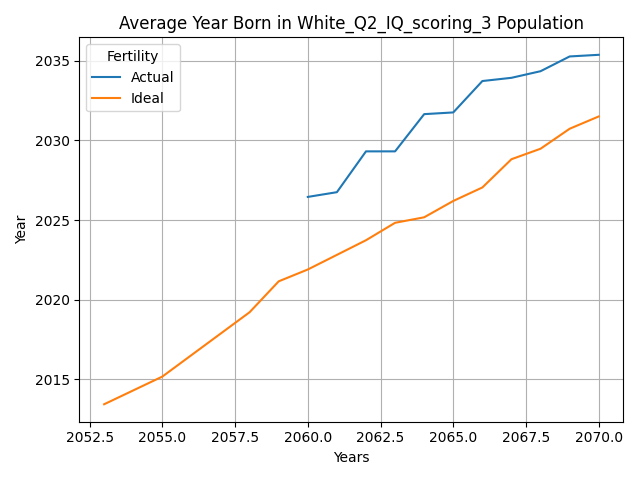 Average Year Born in White_Q2_IQ_scoring_3 Population
Fertility
Actual
Ideal
2035
2030
2025
2020
2015
Year
2052.5 2055.0 2057.5 2060.0 2062.5 2065.0 2067.5 2070.0
Years